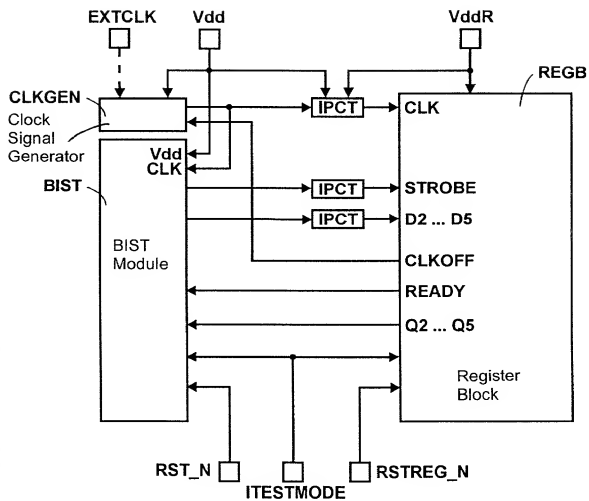 EXTCLK Vdd VddR
REGB
CLKGEN
Clock
Signal
Generator
IPCT CLK
Vdd
CLK
BIST
IPCT STROBE
IPCT D2 ... D5
BIST
Module
CLKOFF
READY
Q2 ... Q5
Register
Block
RST_N ITESTMODE RSTREG_N